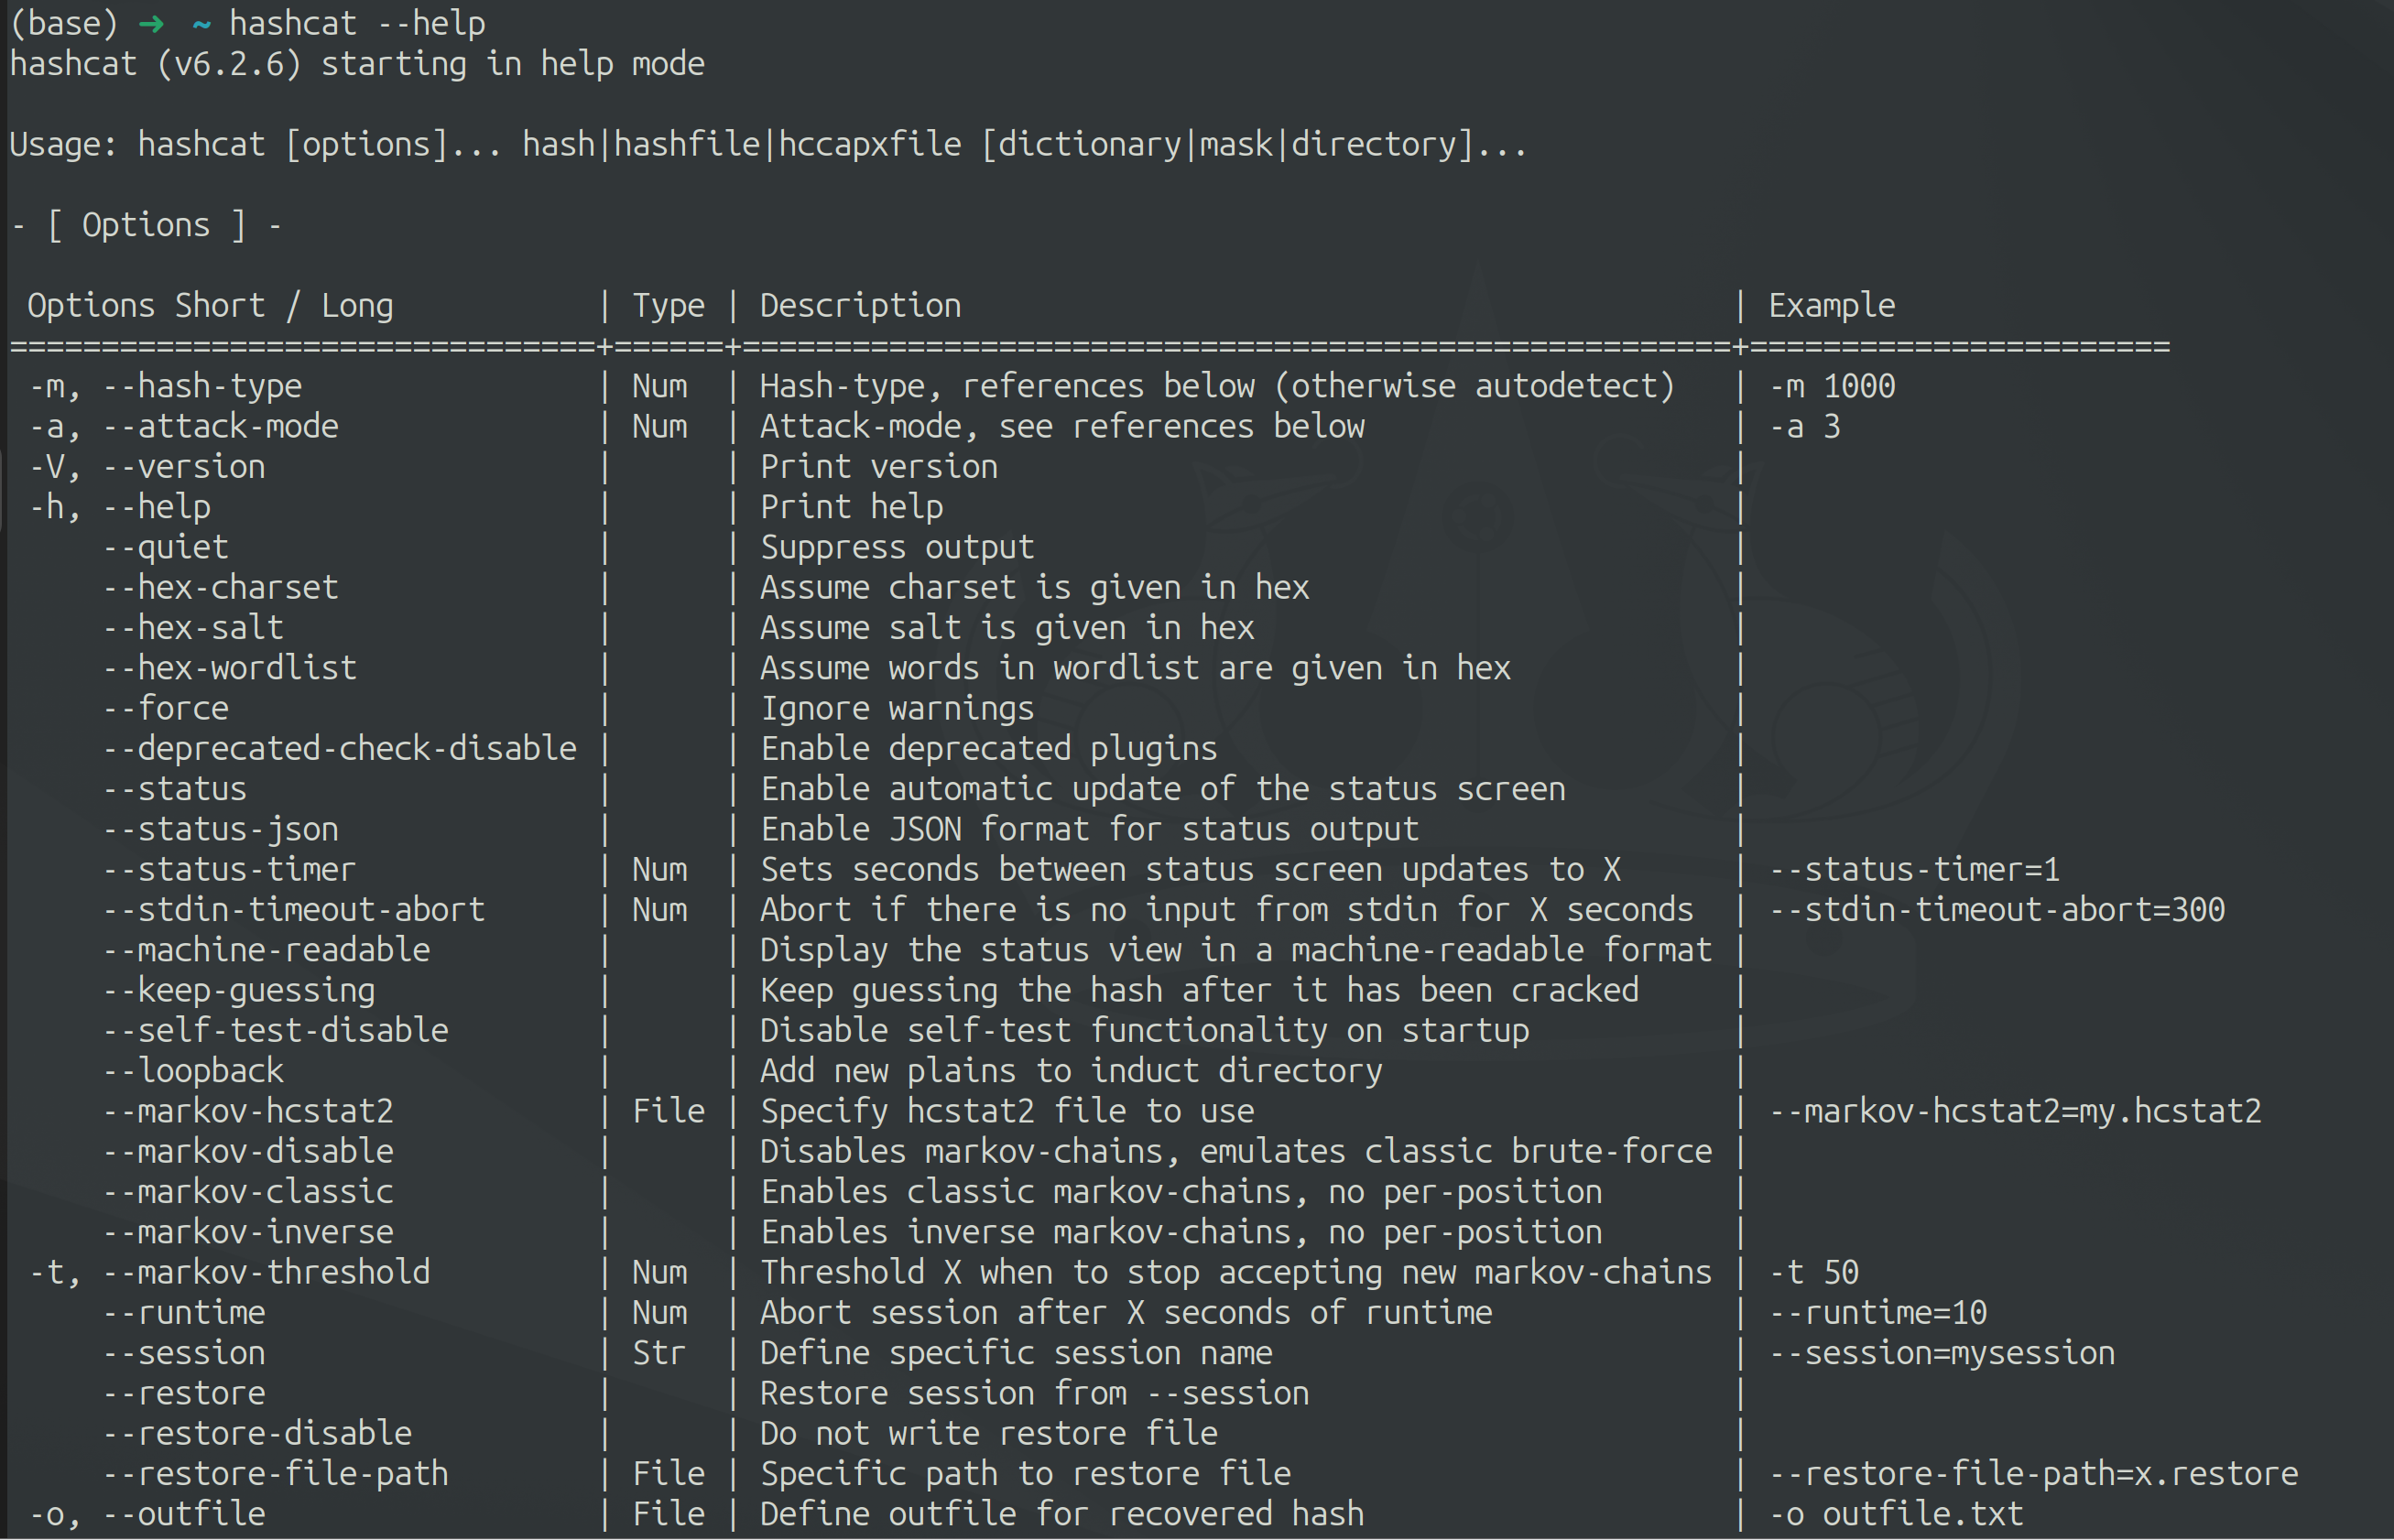 (base) ➜ ~ hashcat --help
hashcat (v6.2.6) starting in help mode

Usage: hashcat [options]... hash|hashfile|hccapxfile [dictionary|mask|directory]...

- [ Options ] -

 Options Short / Long           | Type | Description                                          | Example
================================+======+======================================================+=======================
 -m, --hash-type                | Num  | Hash-type, references below (otherwise autodetect)   | -m 1000
 -a, --attack-mode              | Num  | Attack-mode, see references below                    | -a 3
 -V, --version                  |      | Print version                                        |
 -h, --help                     |      | Print help                                           |
     --quiet                    |      | Suppress output                                      |
     --hex-charset              |      | Assume charset is given in hex                       |
     --hex-salt                 |      | Assume salt is given in hex                          |
     --hex-wordlist             |      | Assume words in wordlist are given in hex            |
     --force                    |      | Ignore warnings                                      |
     --deprecated-check-disable |      | Enable deprecated plugins                            |
     --status                   |      | Enable automatic update of the status screen         |
     --status-json              |      | Enable JSON format for status output                 |
     --status-timer             | Num  | Sets seconds between status screen updates to X      | --status-timer=1
     --stdin-timeout-abort      | Num  | Abort if there is no input from stdin for X seconds  | --stdin-timeout-abort=300
     --machine-readable         |      | Display the status view in a machine-readable format |
     --keep-guessing            |      | Keep guessing the hash after it has been cracked     |
     --self-test-disable        |      | Disable self-test functionality on startup           |
     --loopback                 |      | Add new plains to induct directory                   |
     --markov-hcstat2           | File | Specify hcstat2 file to use                          | --markov-hcstat2=my.hcstat2
     --markov-disable           |      | Disables markov-chains, emulates classic brute-force |
     --markov-classic           |      | Enables classic markov-chains, no per-position       |
     --markov-inverse           |      | Enables inverse markov-chains, no per-position       |
 -t, --markov-threshold         | Num  | Threshold X when to stop accepting new markov-chains | -t 50
     --runtime                  | Num  | Abort session after X seconds of runtime             | --runtime=10
     --session                  | Str  | Define specific session name                         | --session=mysession
     --restore                  |      | Restore session from --session                       |
     --restore-disable          |      | Do not write restore file                            |
     --restore-file-path        | File | Specific path to restore file                        | --restore-file-path=x.restore
 -o, --outfile                  | File | Define outfile for recovered hash                    | -o outfile.txt